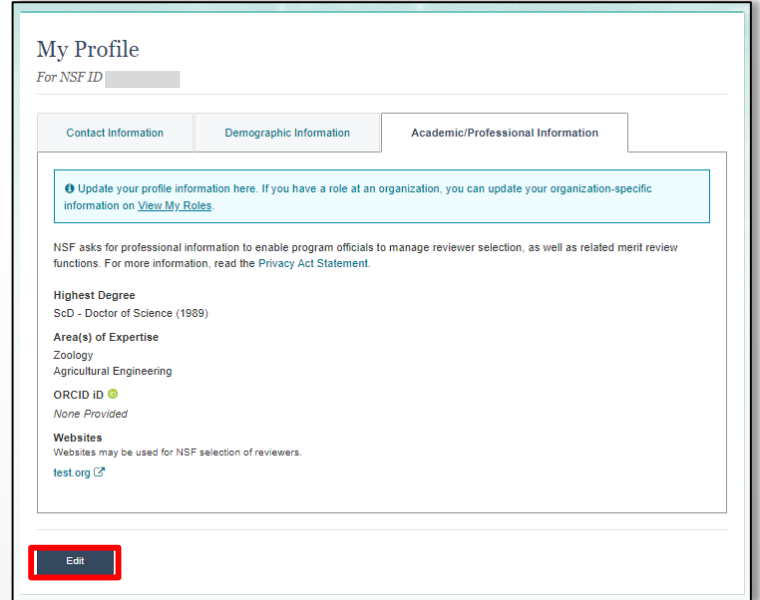 My Profile
For NSF ID
Contact Information
Demographic Information
Academic/Professional Information
Update your profile information here. If you have a role at an organization, you can update your organization-specific
information on View My Roles.
NSF asks for professional information to enable program officials to manage reviewer selection, as well as related merit review
functions. For more information, read the Privacy Act Statement.
Highest Degree
ScD - Doctor of Science (1989)
Area(s) of Expertise
Zoology
Agricultural Engineering
ORCID iD
None Provided
Websites
Websites may be used for NSF selection of reviewers.
test.org
Edit